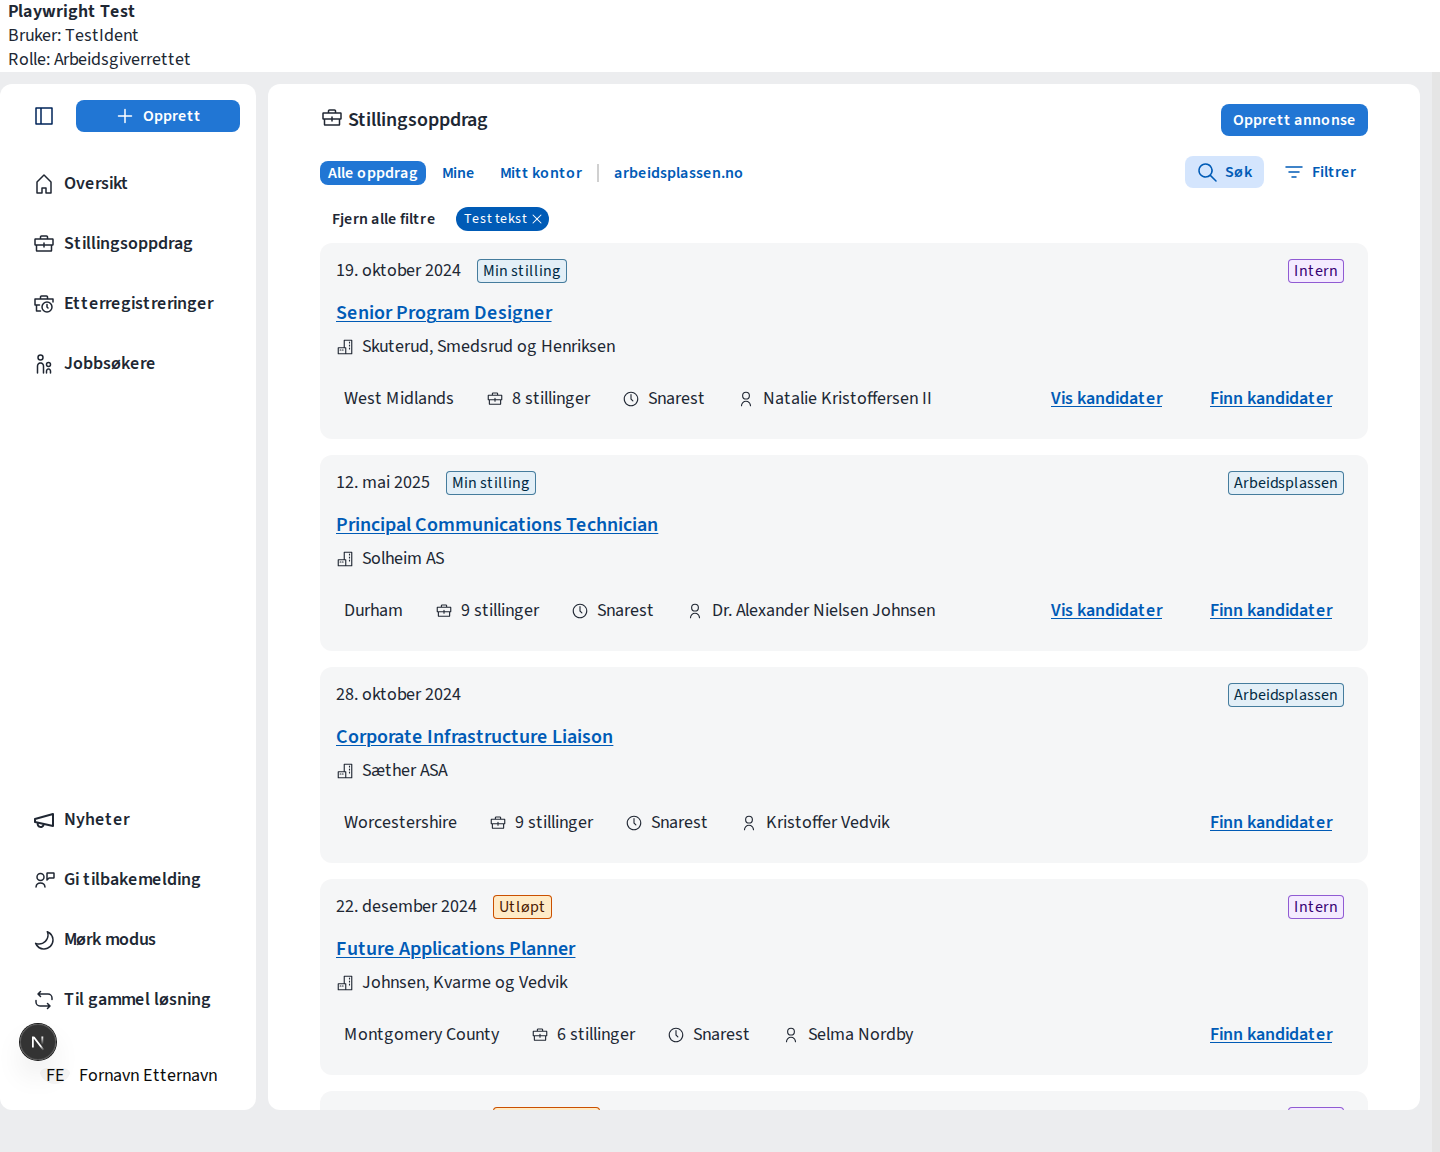 Playwright Test
Bruker: TestIdent
Rolle: Arbeidsgiverrettet
Opprett
Oversikt
Stillingsoppdrag
Etterregistreringer
Jobbsøkere
Nyheter
Gi tilbakemelding
Mørk modus
Til gammel løsning
N
FE Fornavn Etternavn
Stillingsoppdrag
Opprett annonse
Alle oppdrag Mine Mitt kontor arbeidsplassen.no Søk Filtrer
Fjern alle filtre Test tekst
19. oktober 2024 Min stilling Intern
Senior Program Designer
Skuterud, Smedsrud og Henriksen
West Midlands 8 stillinger Snarest Natalie Kristoffersen II Vis kandidater Finn kandidater
12. mai 2025 Min stilling Arbeidsplassen
Principal Communications Technician
Solheim AS
Durham 9 stillinger Snarest Dr. Alexander Nielsen Johnsen Vis kandidater Finn kandidater
28. oktober 2024 Arbeidsplassen
Corporate Infrastructure Liaison
Sæther ASA
Worcestershire 9 stillinger Snarest Kristoffer Vedvik Finn kandidater
22. desember 2024 Utløpt Intern
Future Applications Planner
Johnsen, Kvarme og Vedvik
Montgomery County 6 stillinger Snarest Selma Nordby Finn kandidater